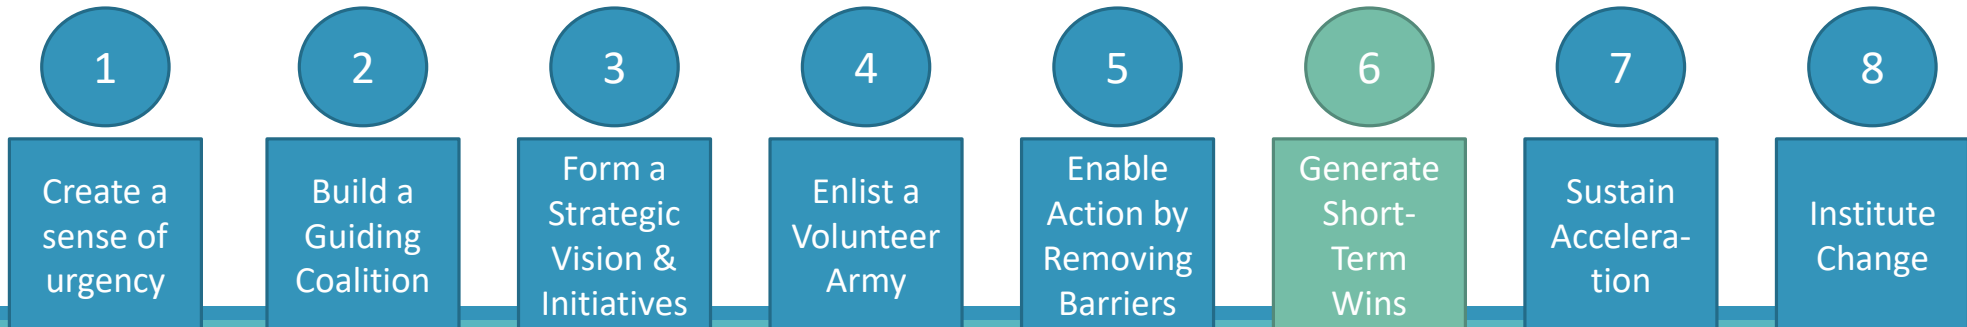 1
Create a
sense of
urgency
2
Build a
Guiding
Coalition
3
Form a
Strategic
Vision &
Initiatives
4
Enlist a
Volunteer
Army
5
Enable
Action by
Removing
Barriers
6
Generate
Short-
Term
Wins
7
Sustain
Accelera-
tion
8
Institute
Change